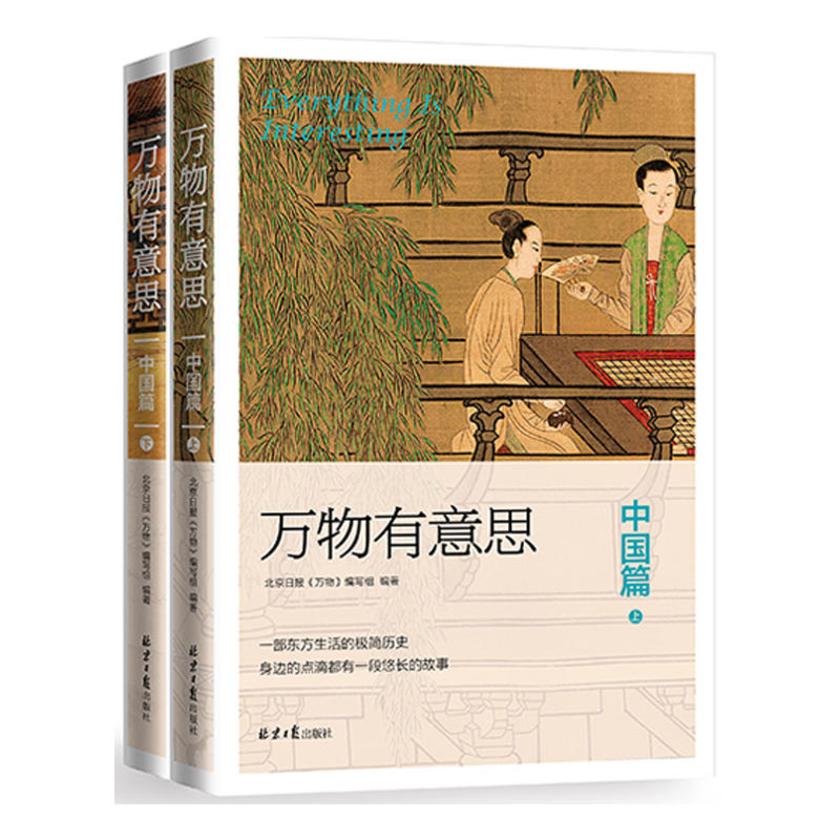 Everything Is
Interesting
万物有意思
中国篇
上
北京日报《万物》编写组 编著
一部东方生活的极简历史
身边的点滴都有一段悠长的故事
北京日报出版社
万物有意思
中国篇
上
北京日报《万物》编写组 编著
北京日报出版社
万物有意思
中国篇
下
北京日报《万物》编写组 编著
北京日报出版社